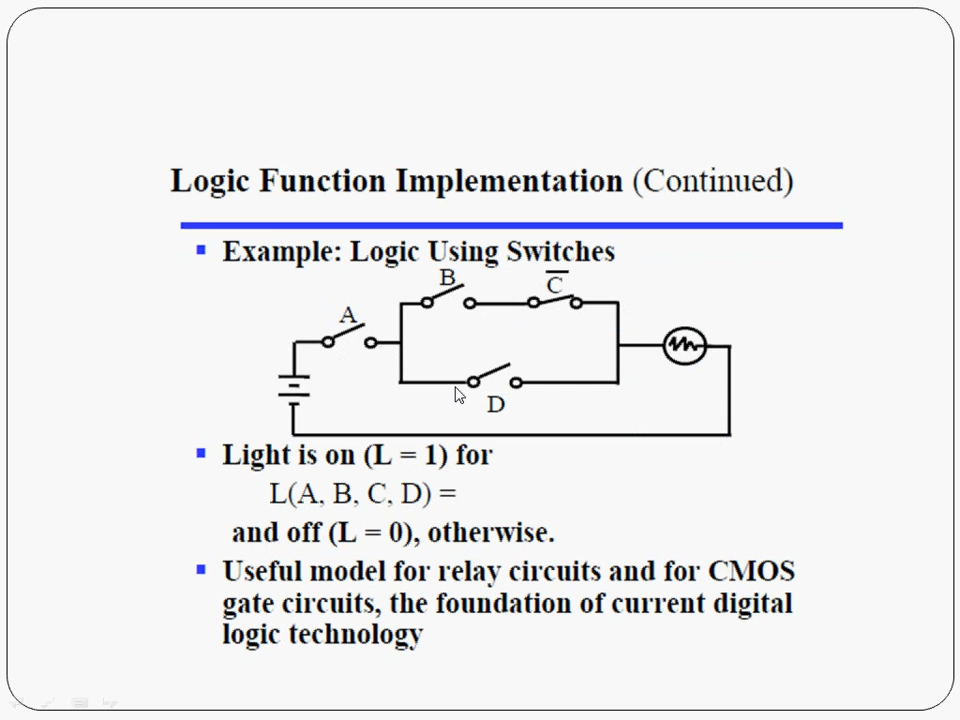 Logic Function Implementation (Continued)
Example: Logic Using Switches
B
C̅
A
D
Light is on (L = 1) for
L(A, B, C, D) =
and off (L = 0), otherwise.
Useful model for relay circuits and for CMOS
gate circuits, the foundation of current digital
logic technology